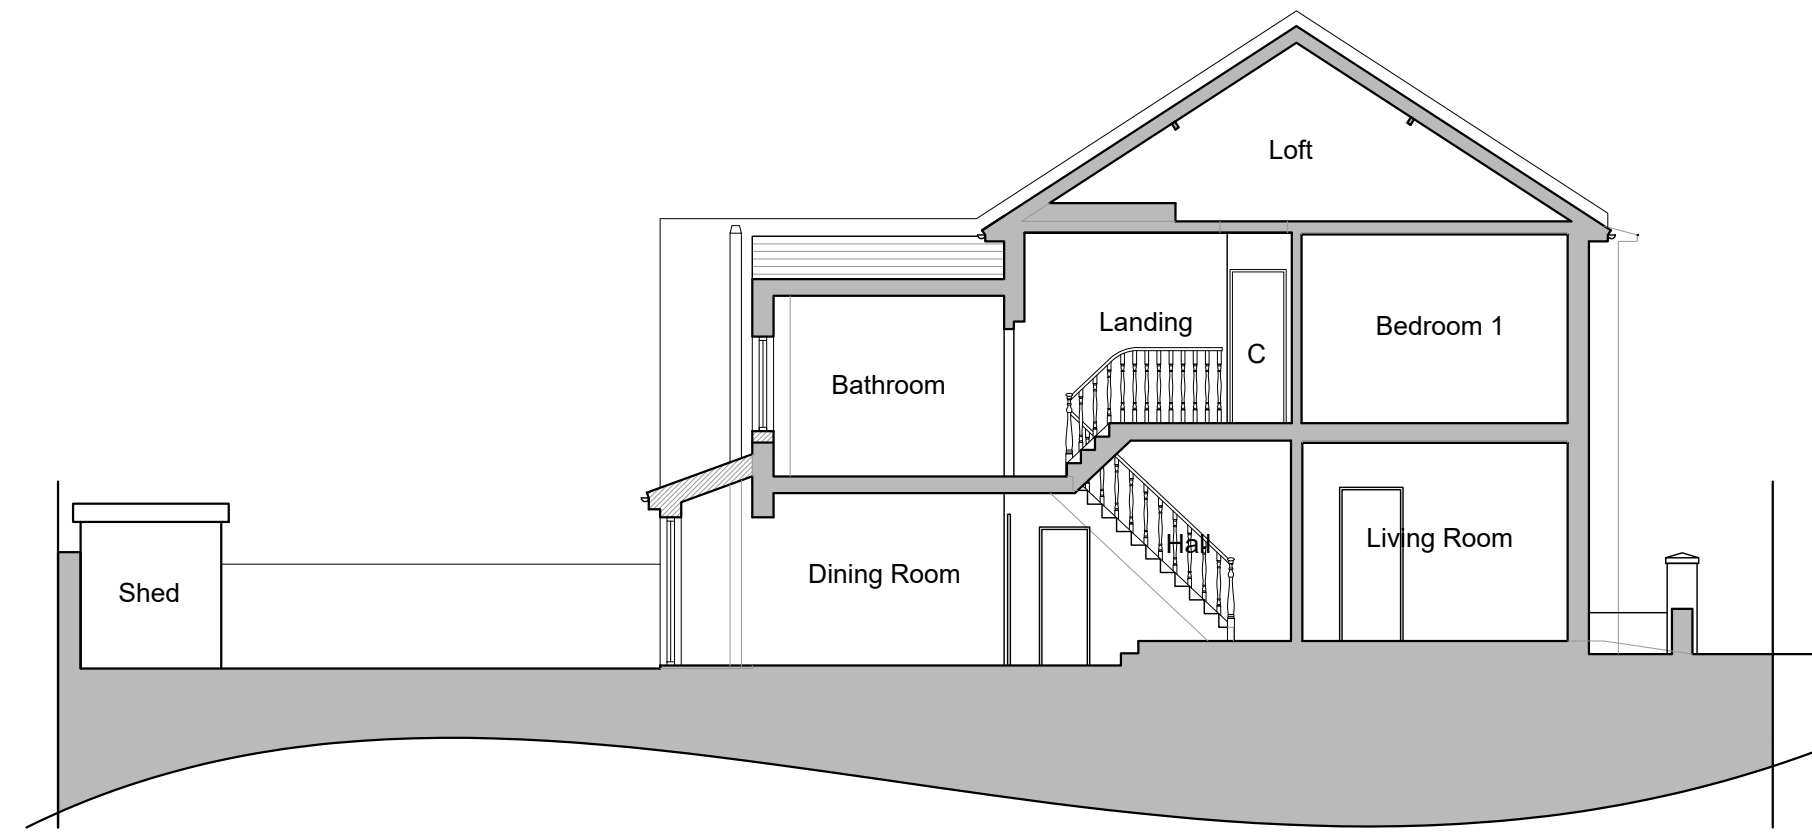 Loft
Landing
Bedroom 1
C
Bathroom
Hall
Living Room
Dining Room
Shed